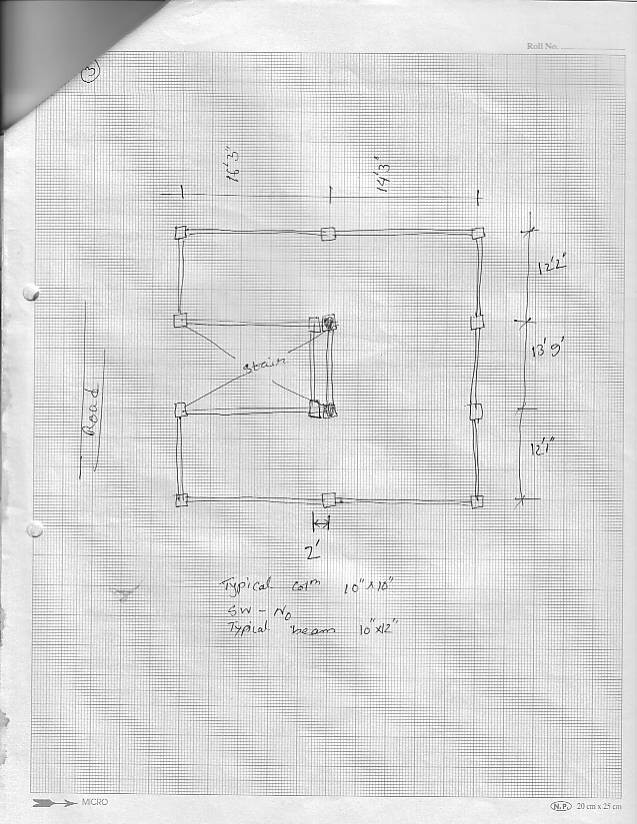 Roll No.
3
16'3"
14'3"
12'2"
13'9"
12'1"
Stair
Road
2'
Typical colm 10"x10"
SW - No
Typical beam 10"x12"
MICRO
N.P. 20 cm x 25 cm